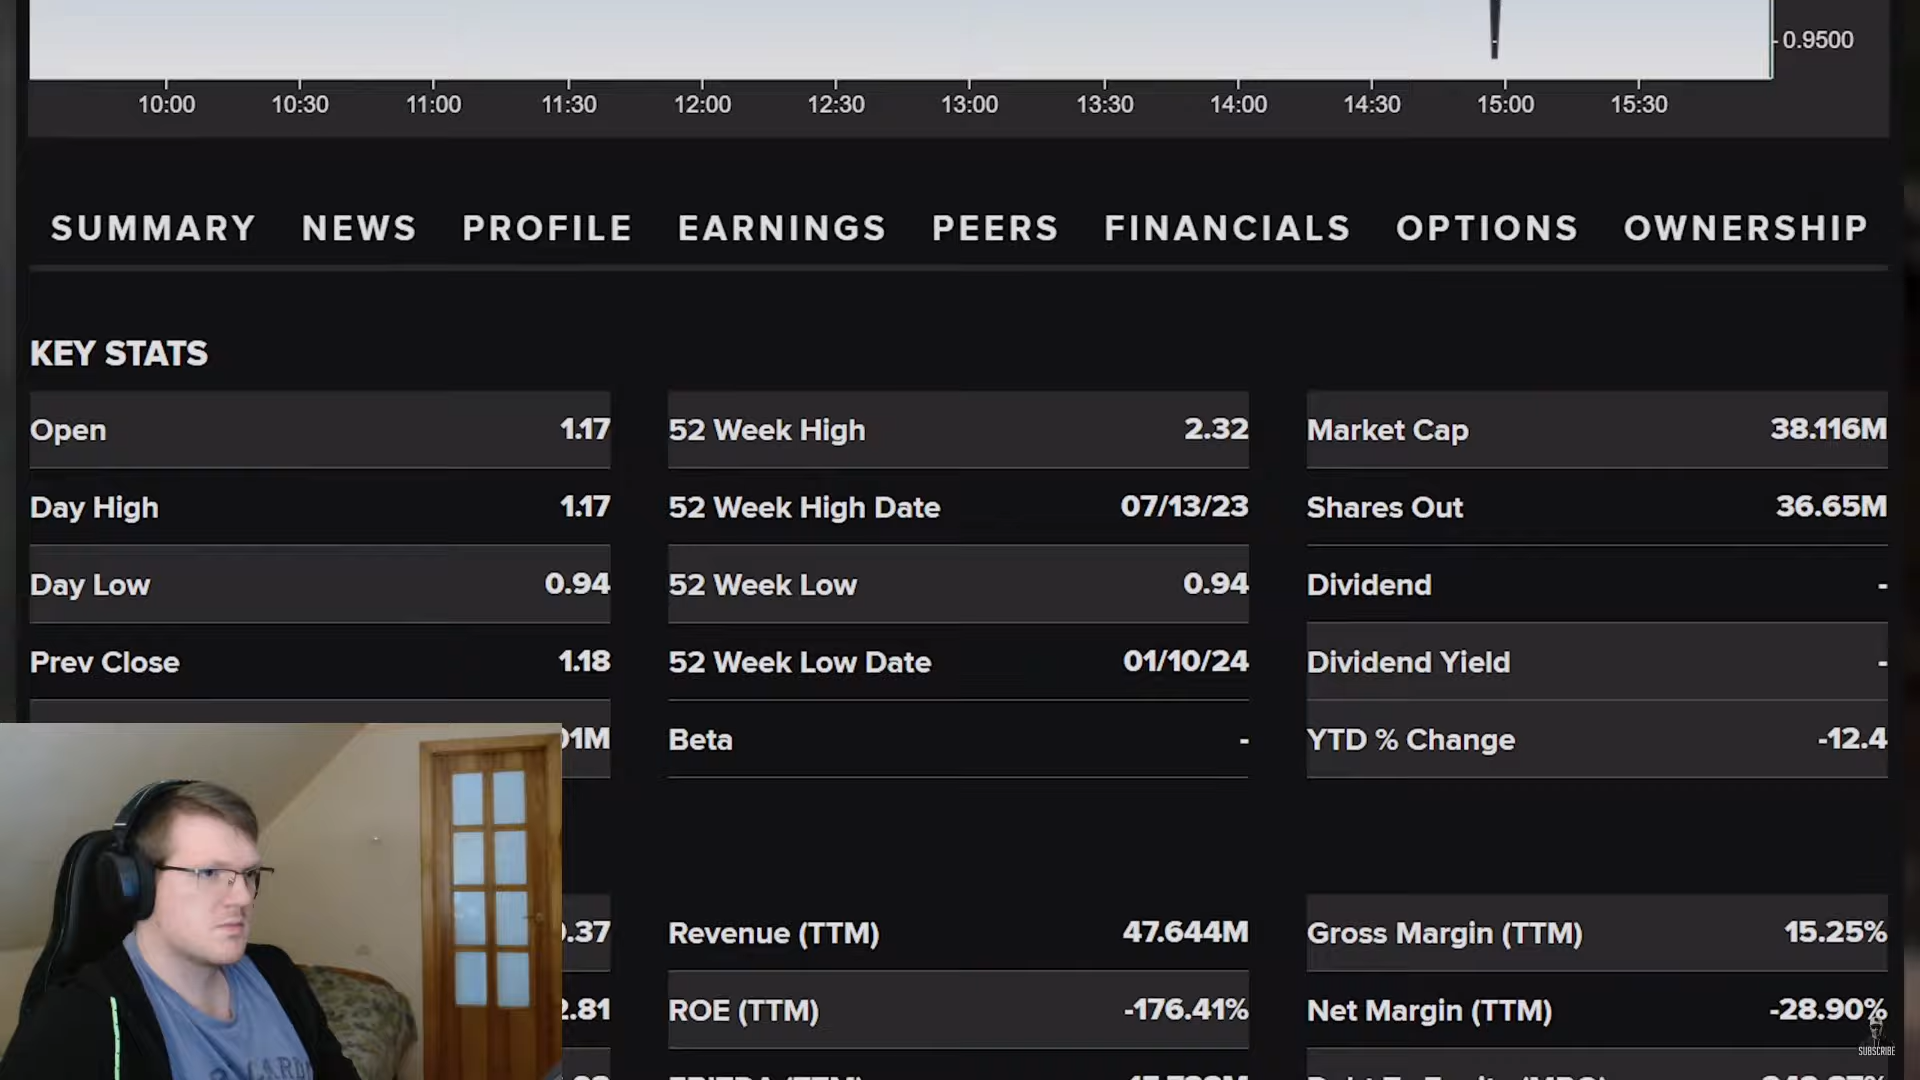 0.9500
10:00 10:30 11:00 11:30 12:00 12:30 13:00 13:30 14:00 14:30 15:00 15:30
SUMMARY NEWS PROFILE EARNINGS PEERS FINANCIALS OPTIONS OWNERSHIP
KEY STATS
Open 1.17 52 Week High 2.32 Market Cap 38.116M
Day High 1.17 52 Week High Date 07/13/23 Shares Out 36.65M
Day Low 0.94 52 Week Low 0.94 Dividend -
Prev Close 1.18 52 Week Low Date 01/10/24 Dividend Yield -
1M Beta - YTD % Change -12.4
.37 Revenue (TTM) 47.644M Gross Margin (TTM) 15.25%
.81 ROE (TTM) -176.41% Net Margin (TTM) -28.90%
SUBSCRIBE